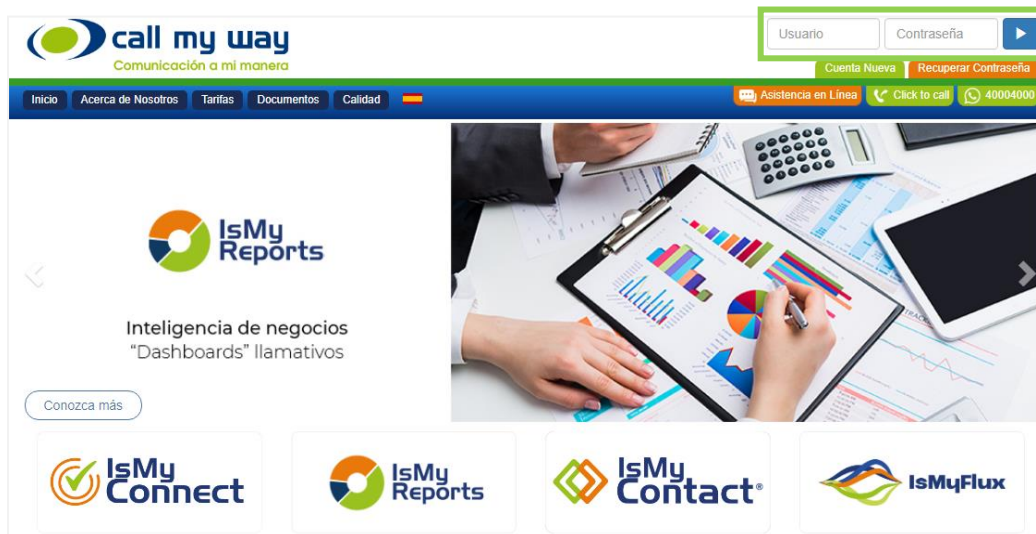 call my way
Comunicación a mi manera
Usuario
Contraseña
Cuenta Nueva
Recuperar Contraseña
Inicio
Acerca de Nosotros
Tarifas
Documentos
Calidad
Asistencia en Línea
Click to call
40004000
IsMy
Reports
Inteligencia de negocios
“Dashboards” llamativos
Conozca más
IsMy
Connect
IsMy
Reports
IsMy
Contact®
IsMyFlux